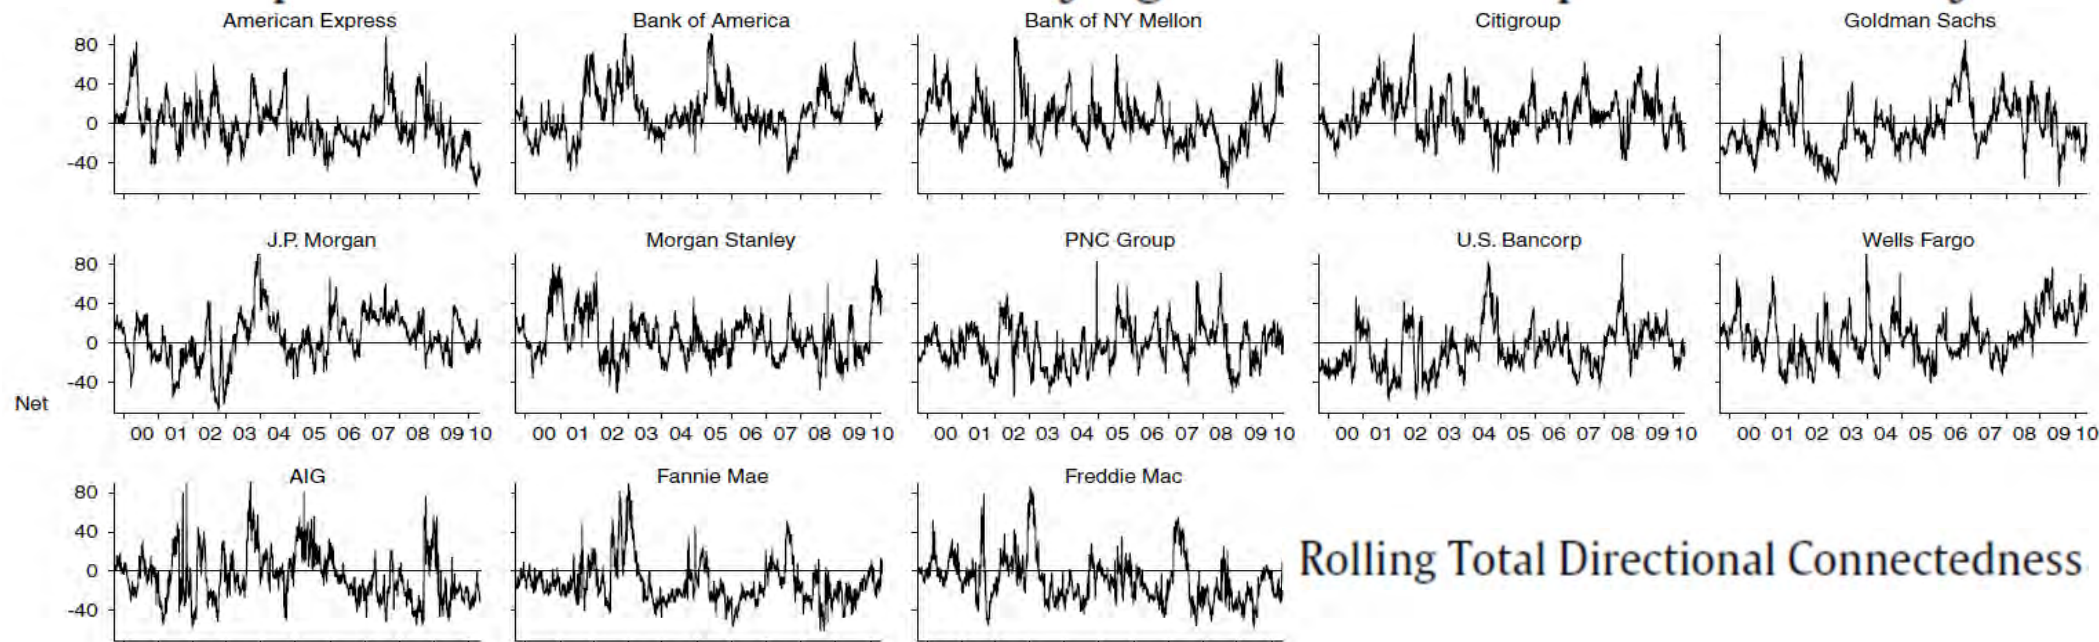 American Express Bank of America Bank of NY Mellon Citigroup Goldman Sachs
80
40
0
-40
J.P. Morgan Morgan Stanley PNC Group U.S. Bancorp Wells Fargo
80
40
0
-40
Net
00 01 02 03 04 05 06 07 08 09 10 00 01 02 03 04 05 06 07 08 09 10 00 01 02 03 04 05 06 07 08 09 10 00 01 02 03 04 05 06 07 08 09 10 00 01 02 03 04 05 06 07 08 09 10
AIG Fannie Mae Freddie Mac
80
40
0
-40
Rolling Total Directional Connectedness